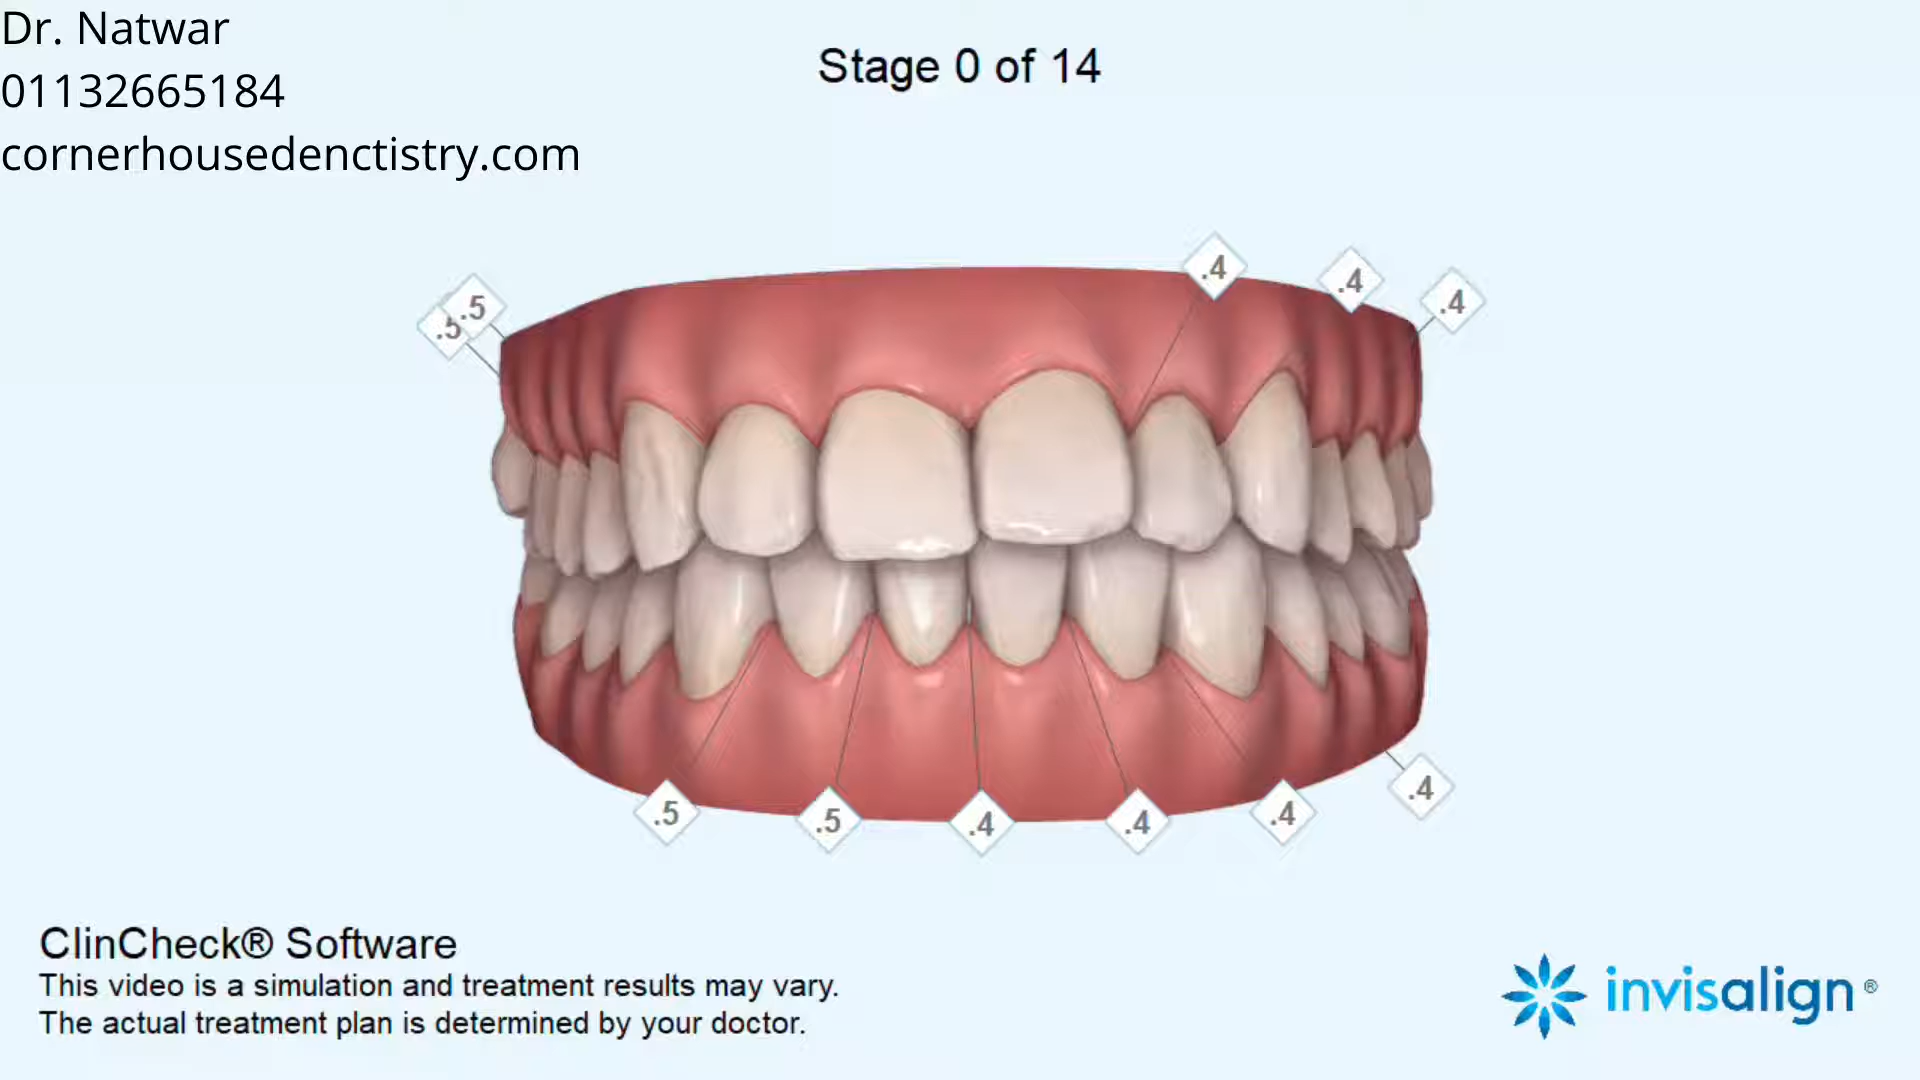 Dr. Natwar
01132665184
cornerhousedenctistry.com
Stage 0 of 14
.5 .5 .4 .4 .4
.5 .5 .4 .4 .4 .4
ClinCheck® Software
This video is a simulation and treatment results may vary.
The actual treatment plan is determined by your doctor.
invisalign®